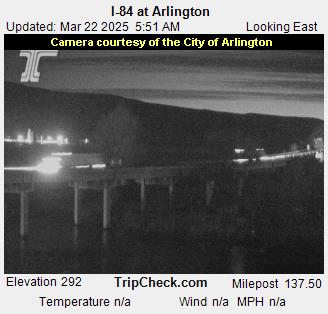 I-84 at Arlington
Updated: Mar 22 2025 5:51 AM Looking East
Camera courtesy of the City of Arlington
Elevation 292 TripCheck.com Milepost 137.50
Temperature n/a Wind n/a MPH n/a